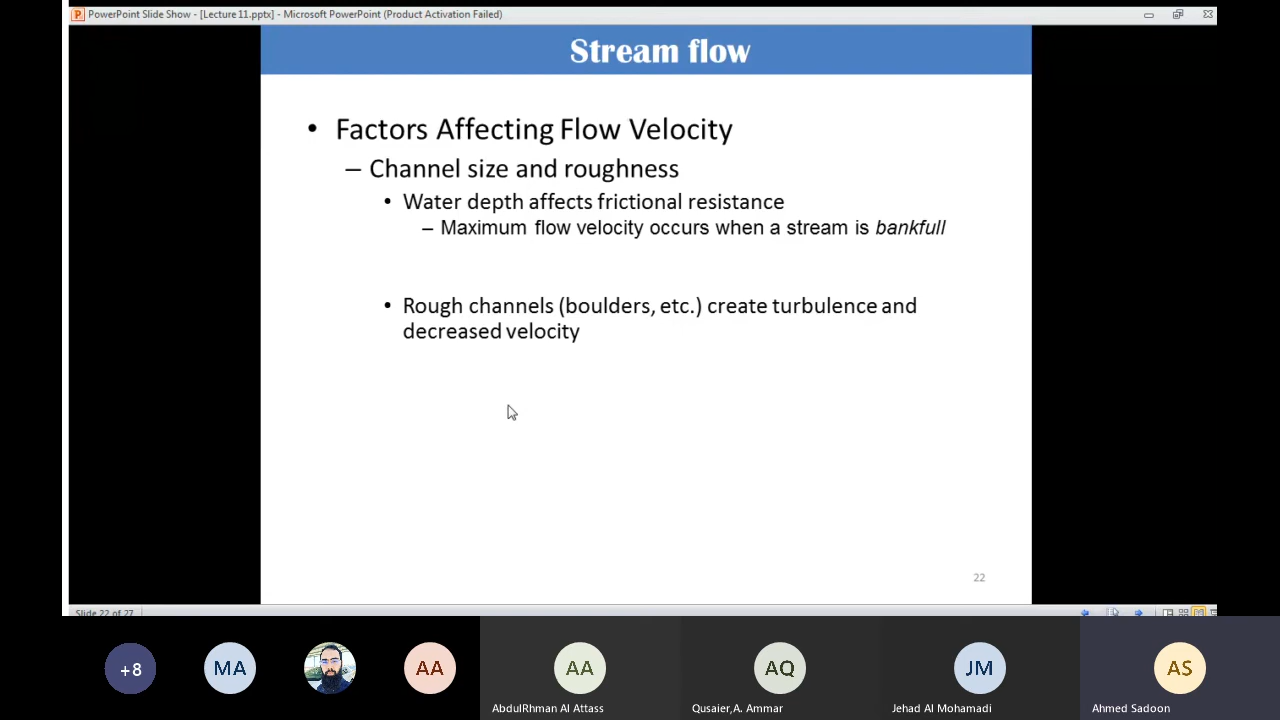 PowerPoint Slide Show - [Lecture 11.pptx] - Microsoft PowerPoint (Product Activation Failed)
Stream flow
• Factors Affecting Flow Velocity
– Channel size and roughness
• Water depth affects frictional resistance
– Maximum flow velocity occurs when a stream is bankfull
• Rough channels (boulders, etc.) create turbulence and
decreased velocity
22
Slide 22 of 27
+8
MA
AA
AA
AQ
JM
AS
AbdulRhman Al Attass
Qusaier,A. Ammar
Jehad Al Mohamadi
Ahmed Sadoon